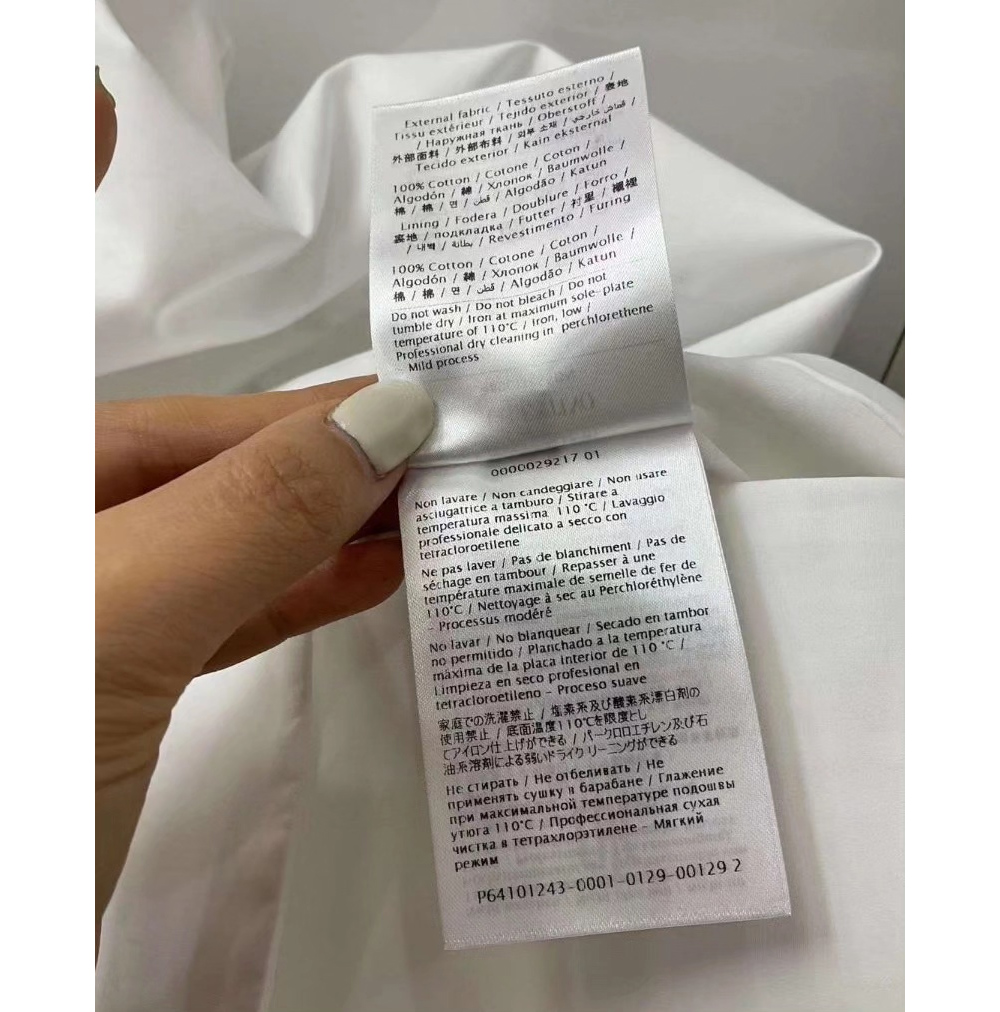 External fabric / Tessuto esterno /
Tissu extérieur / Tejido exterior / 表地
/ Наружная ткань / Oberstoff /
外部面料 / 外部布料 / 외부 소재 / قماش خارجي /
Tecido exterior / Kain eksternal
100% Cotton / Cotone / Coton /
Algodón / 綿 / Хлопок / Baumwolle /
棉 / 棉 / 면 / قطن / Algodão / Katun
Lining / Fodera / Doublure / Forro /
裏地 / подкладка / Futter / 衬里 / 襯裡
/ 내벽 / بطانة / Revestimento / Furing
100% Cotton / Cotone / Coton /
Algodón / 綿 / Хлопок / Baumwolle /
棉 / 棉 / 면 / قطن / Algodão / Katun
Do not wash / Do not bleach / Do not
tumble dry / Iron at maximum sole-plate
temperature of 110°C / Iron, low /
Professional dry cleaning in perchlorethene
- Mild process
0000029217 01
Non lavare / Non candeggiare / Non usare
asciugatrice a tamburo / Stirare a
temperatura massima 110 °C / Lavaggio
professionale delicato a secco con
tetracloroetilene
Ne pas laver / Pas de blanchiment / Pas de
séchage en tambour / Repasser à une
température maximale de semelle de fer de
110°C / Nettoyage à sec au Perchloréthylène
- Processus modéré
No lavar / No blanquear / Secado en tambor
no permitido / Planchado a la temperatura
màxima de la placa interior de 110 °C /
Limpieza en seco profesional en
tetracloroetileno - Proceso suave
家庭での洗濯禁止 / 塩素系及び酸素系漂白剤の
使用禁止 / 底面温度110℃を限度とし
てアイロン仕上げができる / パークロロエチレン及び石
油系溶剤による弱いドライクリーニングができる
Не стирать / Не отбеливать / Не
применять сушку в барабане / Глажение
при максимальной температуре подошвы
утюга 110°C / Профессиональная сухая
чистка в тетрахлорэтилене - Мягкий
режим
P64101243-0001-0129-00129 2